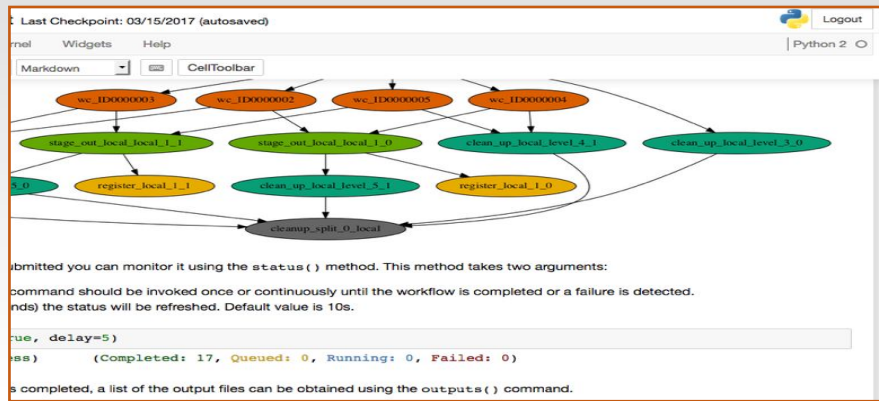 Last Checkpoint: 03/15/2017 (autosaved)
Logout
Widgets Help
Python 2
Markdown CellToolbar
wc_ID0000003 wc_ID0000002 wc_ID0000005 wc_ID0000004
stage_out_local_local_1_1 stage_out_local_local_1_0 clean_up_local_level_4_1 clean_up_local_level_3_0
5_0 register_local_1_1 clean_up_local_level_5_1 register_local_1_0
cleanup_split_0_local
ubmitted you can monitor it using the status() method. This method takes two arguments:
command should be invoked once or continuously until the workflow is completed or a failure is detected.
nds) the status will be refreshed. Default value is 10s.
rue, delay=5)
ess) (Completed: 17, Queued: 0, Running: 0, Failed: 0)
s completed, a list of the output files can be obtained using the outputs() command.